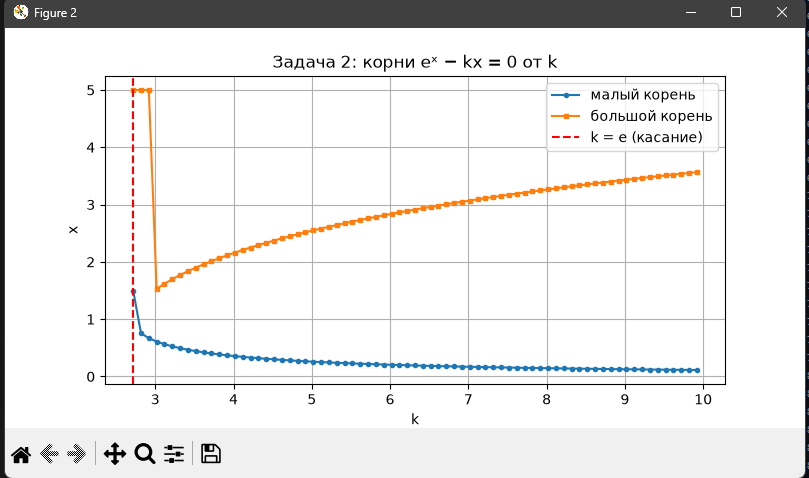 Figure 2
Задача 2: корни eˣ − kx = 0 от k
малый корень
большой корень
k = e (касание)
5
4
3
2
1
0
x
3 4 5 6 7 8 9 10
k